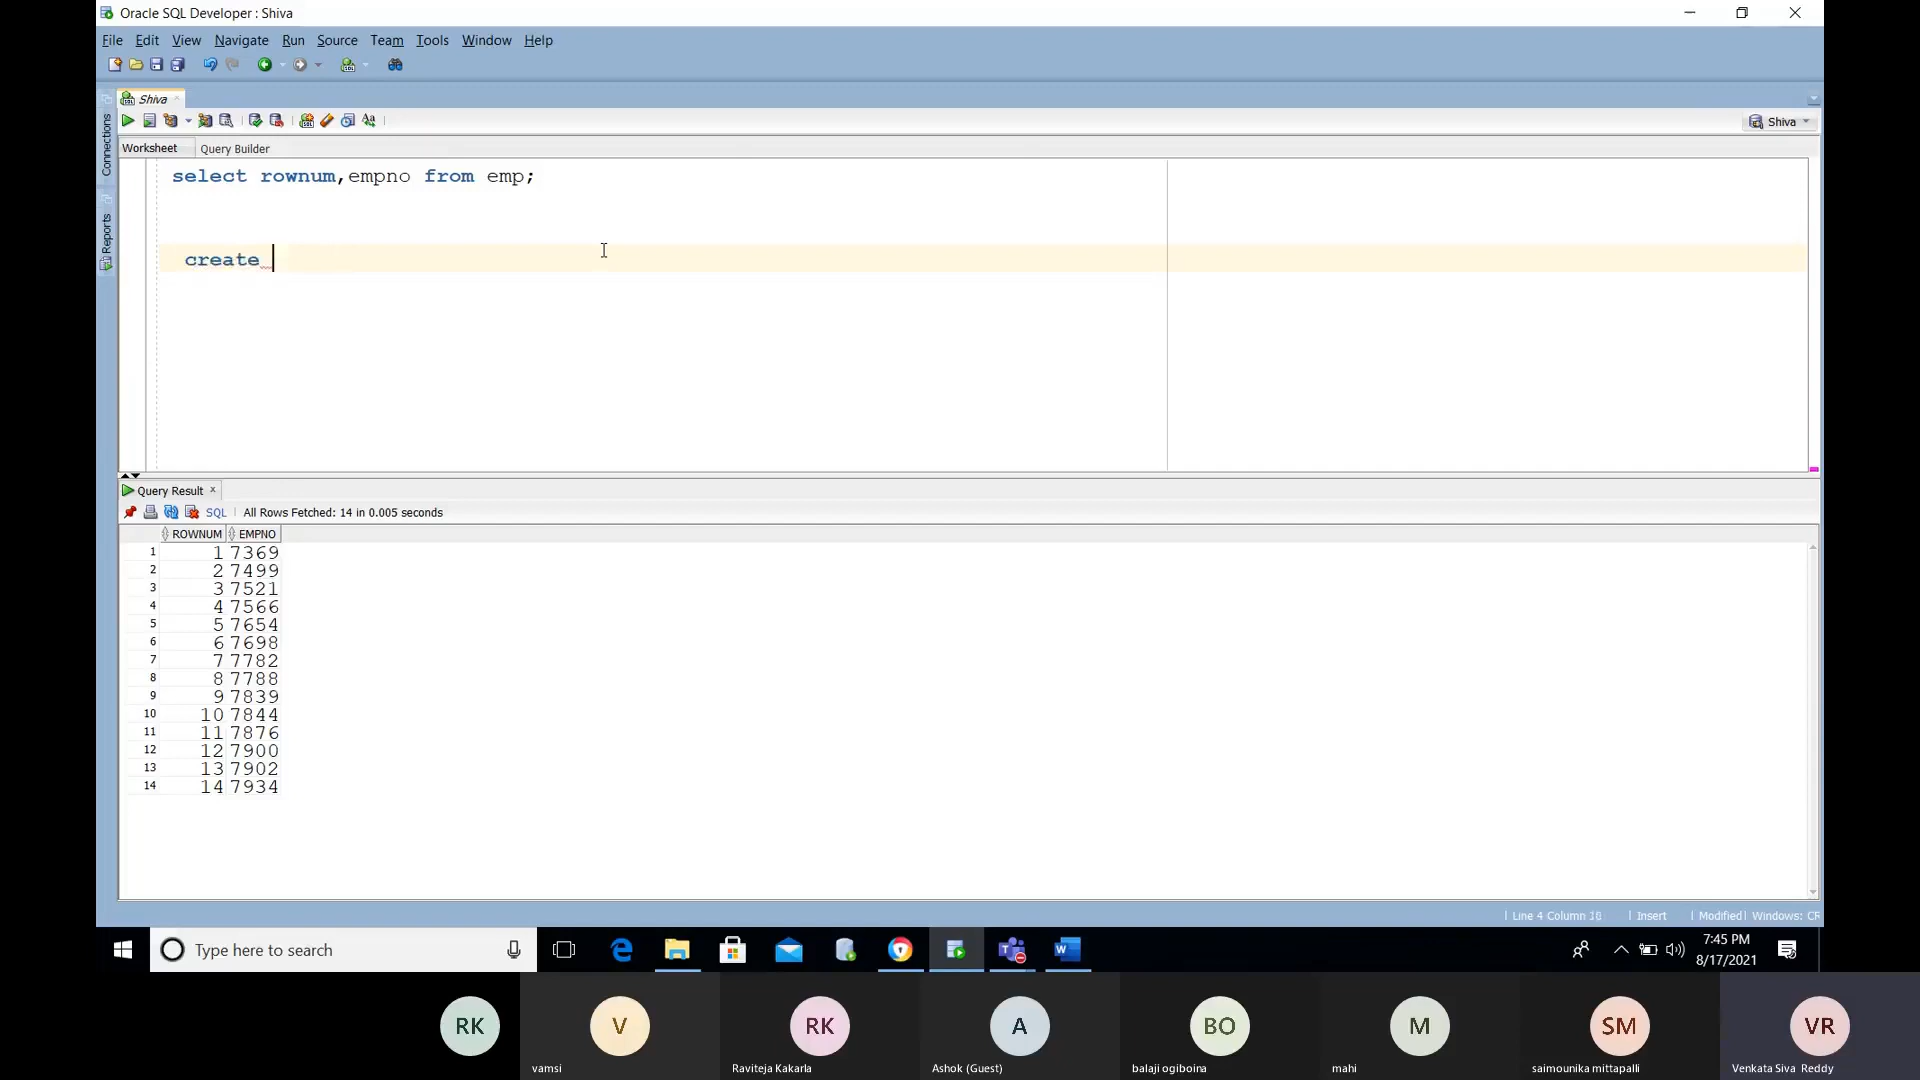 Oracle SQL Developer : Shiva
File Edit View Navigate Run Source Team Tools Window Help
Shiva
Shiva
Worksheet Query Builder
Connections
Reports
select rownum,empno from emp;
create
Query Result
SQL All Rows Fetched: 14 in 0.005 seconds
ROWNUM EMPNO
1 1 7369
2 2 7499
3 3 7521
4 4 7566
5 5 7654
6 6 7698
7 7 7782
8 8 7788
9 9 7839
10 10 7844
11 11 7876
12 12 7900
13 13 7902
14 14 7934
Line 4 Column 10 Insert Modified Windows: CR
Type here to search
7:45 PM
8/17/2021
RK V RK A BO M SM VR
vamsi Raviteja Kakarla Ashok (Guest) balaji ogiboina mahi saimounika mittapalli Venkata Siva Reddy